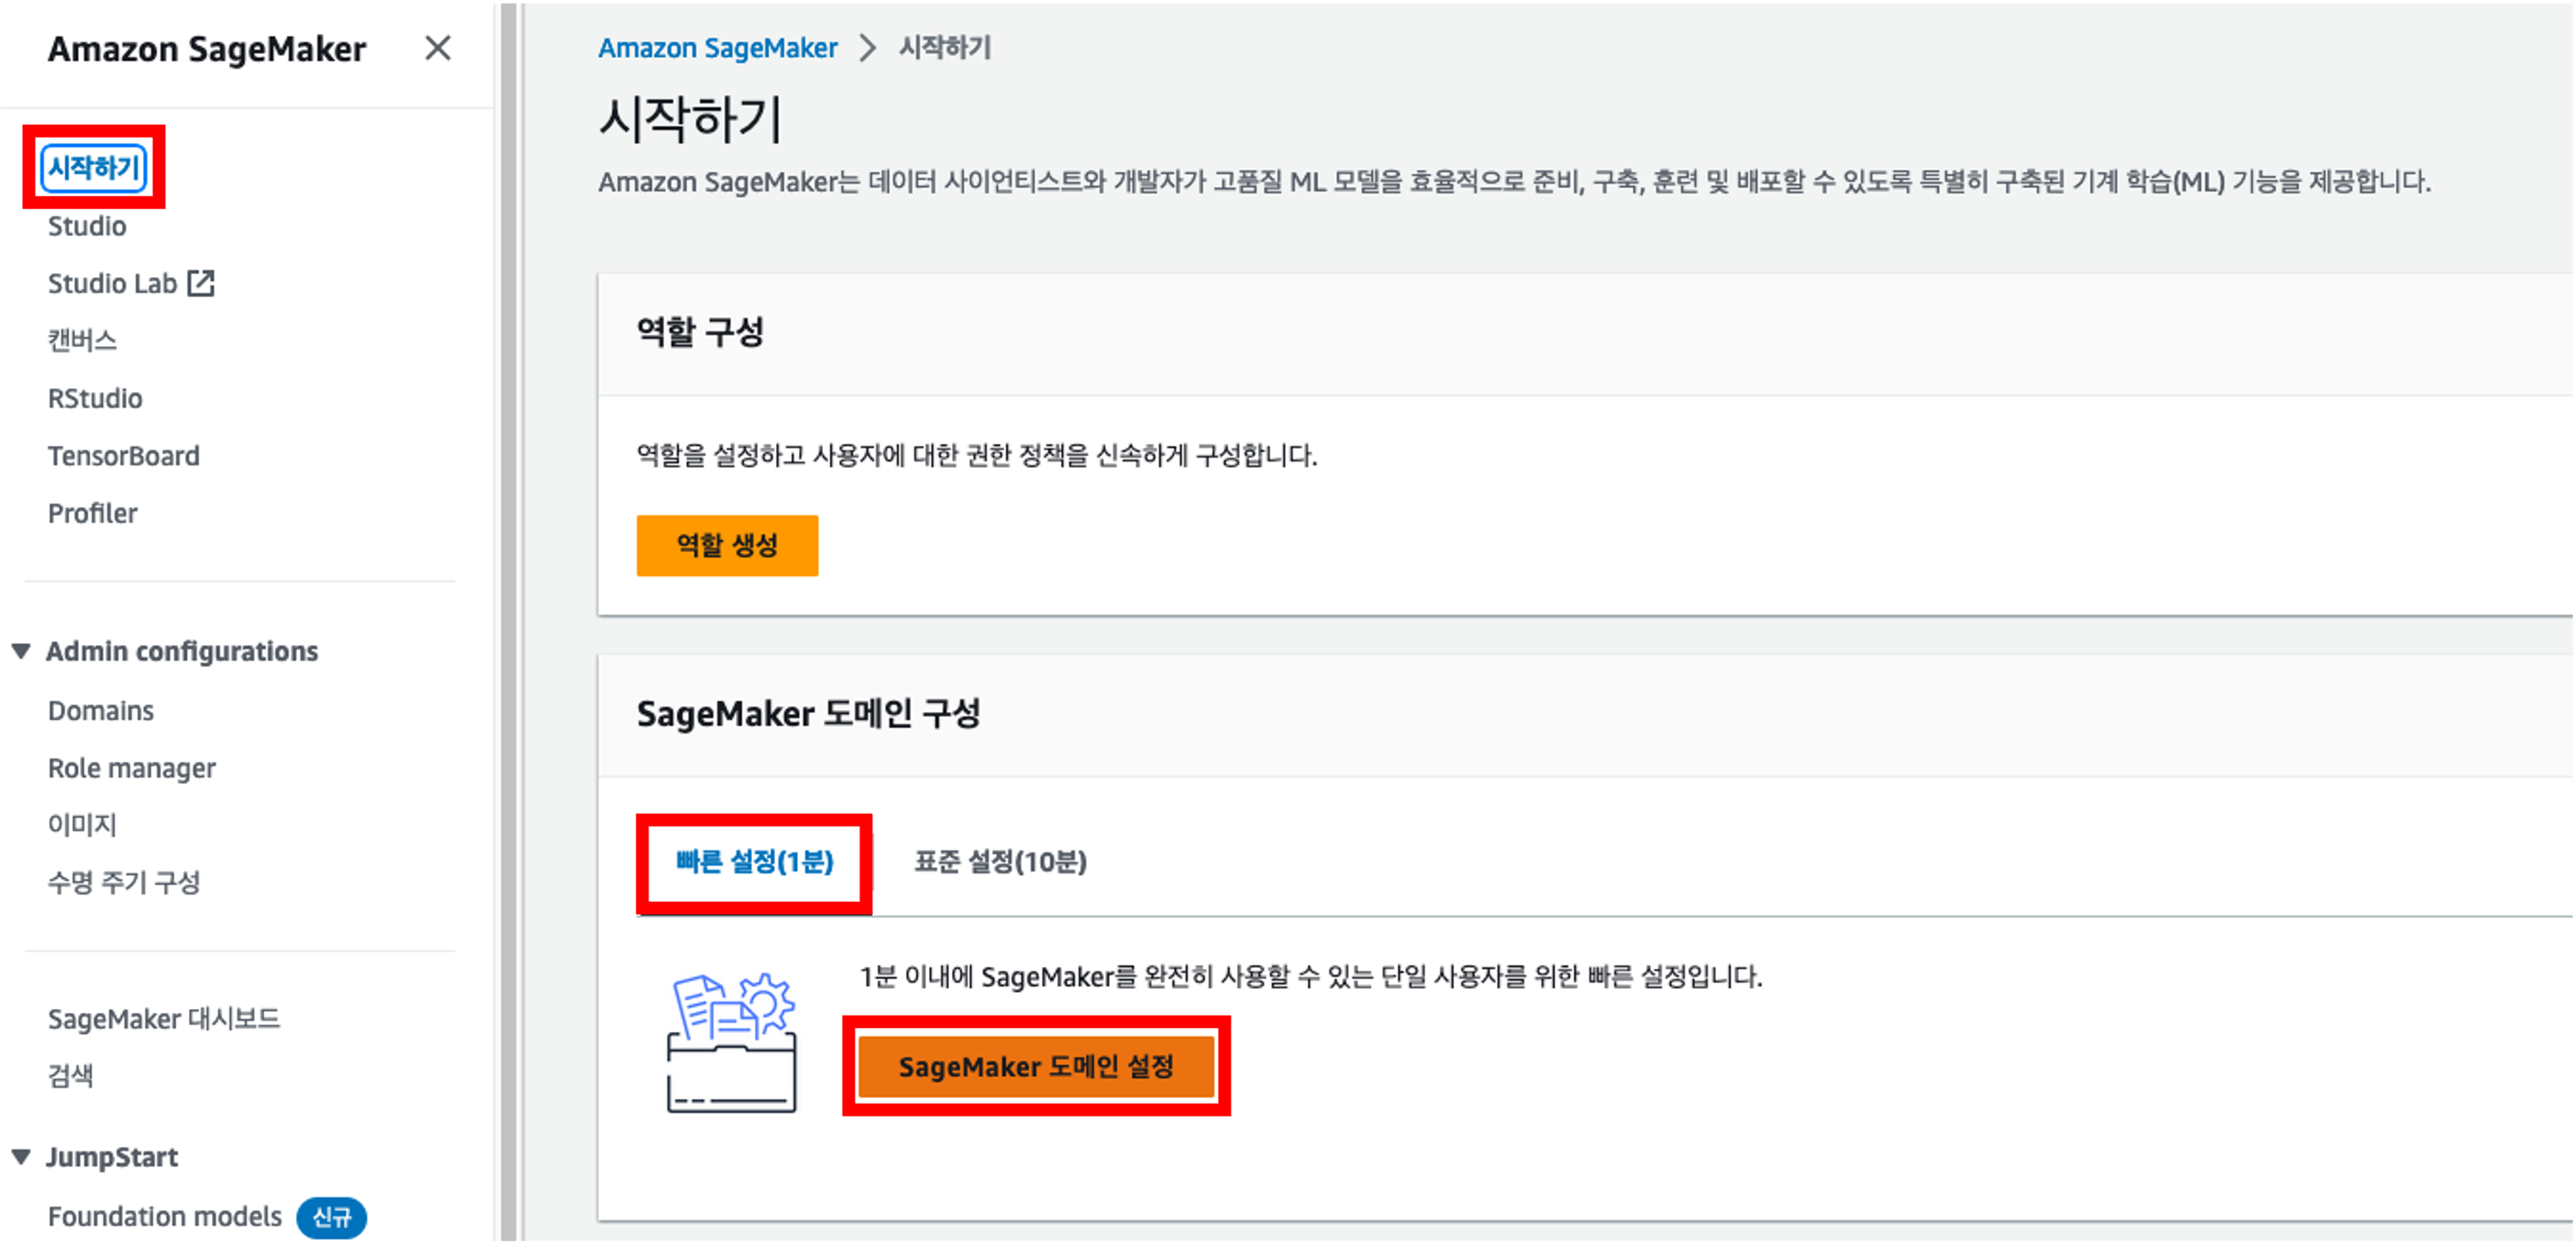 Amazon SageMaker
시작하기
Studio
Studio Lab
캔버스
RStudio
TensorBoard
Profiler
Admin configurations
Domains
Role manager
이미지
수명 주기 구성
SageMaker 대시보드
검색
JumpStart
Foundation models 신규
Amazon SageMaker > 시작하기
시작하기
Amazon SageMaker는 데이터 사이언티스트와 개발자가 고품질 ML 모델을 효율적으로 준비, 구축, 훈련 및 배포할 수 있도록 특별히 구축된 기계 학습(ML) 기능을 제공합니다.
역할 구성
역할을 설정하고 사용자에 대한 권한 정책을 신속하게 구성합니다.
역할 생성
SageMaker 도메인 구성
빠른 설정(1분) 표준 설정(10분)
1분 이내에 SageMaker를 완전히 사용할 수 있는 단일 사용자를 위한 빠른 설정입니다.
SageMaker 도메인 설정